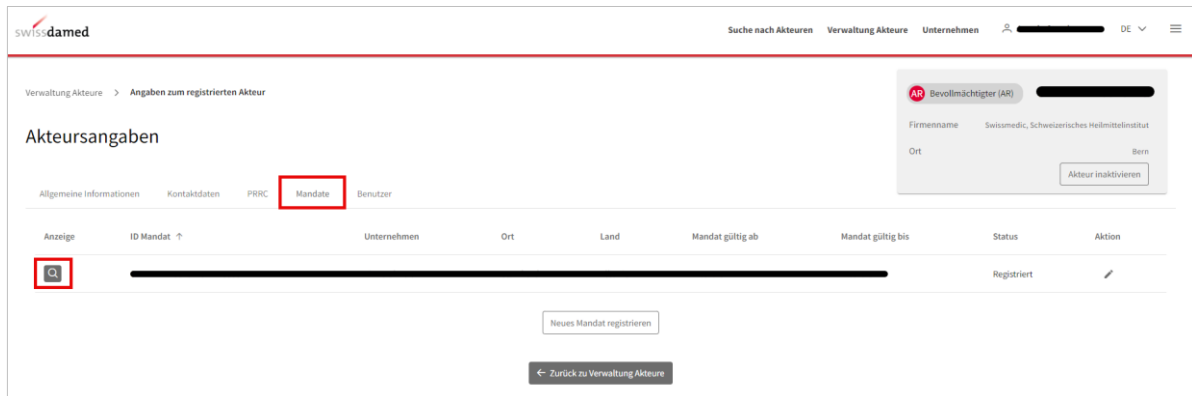 swissdamed
Suche nach Akteuren Verwaltung Akteure Unternehmen DE
Verwaltung Akteure > Angaben zum registrierten Akteur
AR Bevollmächtigter (AR)
Akteursangaben
Firmenname Swissmedic, Schweizerisches Heilmittelinstitut
Ort Bern
Akteur inaktivieren
Allgemeine Informationen Kontaktdaten PRRC Mandate Benutzer
Anzeige ID Mandat ↑ Unternehmen Ort Land Mandat gültig ab Mandat gültig bis Status Aktion
Registriert
Neues Mandat registrieren
← Zurück zu Verwaltung Akteure